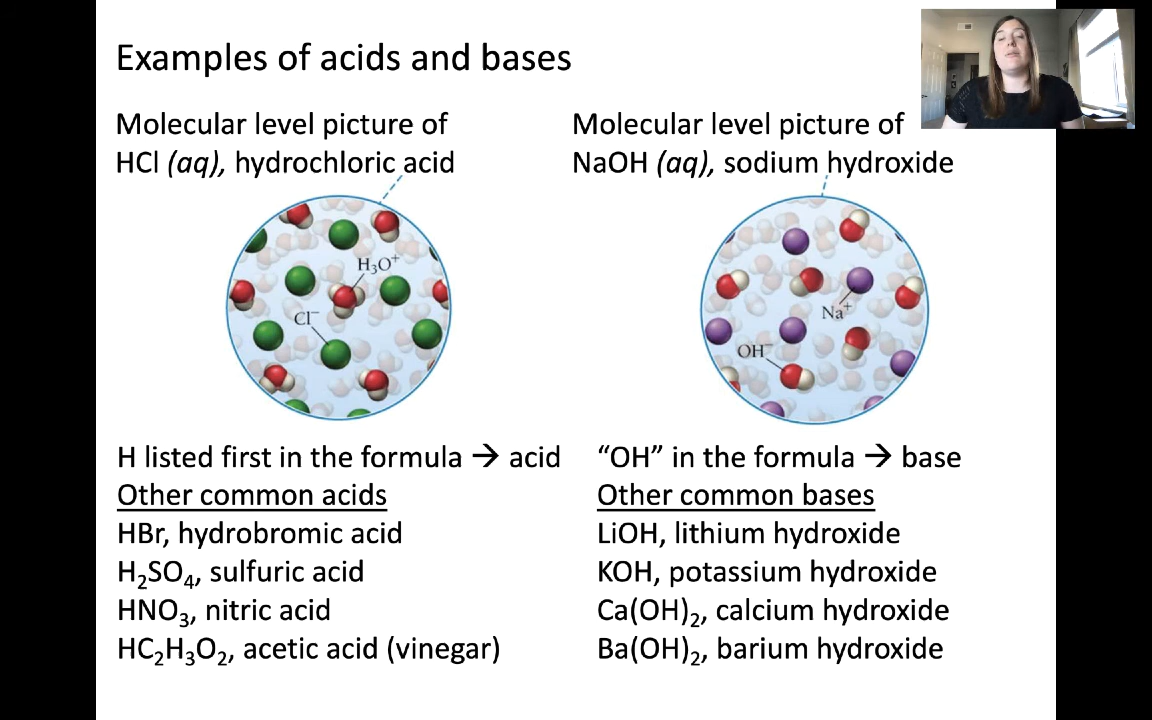 Examples of acids and bases
Molecular level picture of
HCl (aq), hydrochloric acid
H₃O⁺
Cl⁻
H listed first in the formula → acid
Other common acids
HBr, hydrobromic acid
H₂SO₄, sulfuric acid
HNO₃, nitric acid
HC₂H₃O₂, acetic acid (vinegar)
Molecular level picture of
NaOH (aq), sodium hydroxide
Na⁺
OH⁻
“OH” in the formula → base
Other common bases
LiOH, lithium hydroxide
KOH, potassium hydroxide
Ca(OH)₂, calcium hydroxide
Ba(OH)₂, barium hydroxide